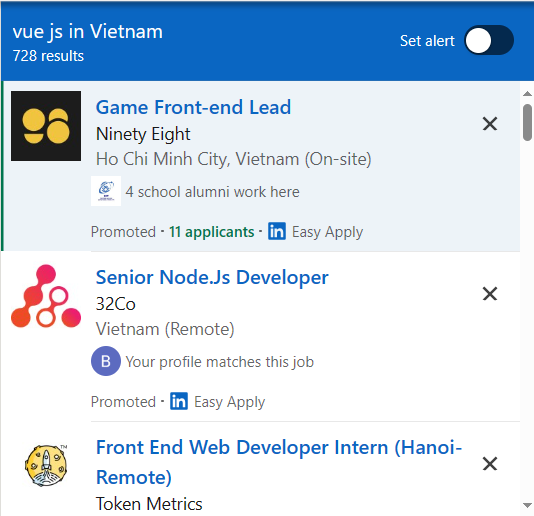 vue js in Vietnam
728 results
Set alert
Game Front-end Lead
Ninety Eight
Ho Chi Minh City, Vietnam (On-site)
4 school alumni work here
Promoted · 11 applicants · in Easy Apply
Senior Node.Js Developer
32Co
Vietnam (Remote)
B Your profile matches this job
Promoted · in Easy Apply
Front End Web Developer Intern (Hanoi-
Remote)
Token Metrics
TM